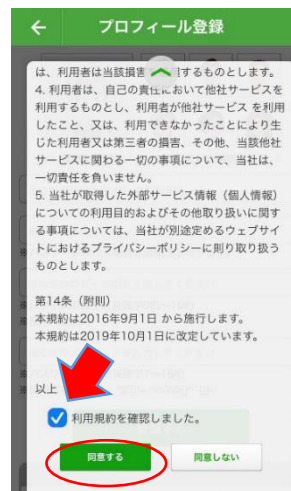 プロフィール登録
は、利用者は当該損害 するものとします。
4. 利用者は、自己の責任において他社サービスを
利用するものとし、利用者が他社サービス を利用
したこと、又は、利用できなかったことにより生
じた利用者又は第三者の損害、その他、当該他社
サービスに関わる一切の事項について、当社は、
一切責任を負いません。
5. 当社が取得した外部サービス情報（個人情報）
についての利用目的およびその他取り扱いに関す
る事項については、当社が別途定めるウェブサイ
トにおけるプライバシーポリシーに則り取り扱う
ものとします。
第14条（附則）
本規約は2016年9月1日 から施行します。
本規約は2019年10月1日に改定しています。
以上
利用規約を確認しました。
同意する
同意しない